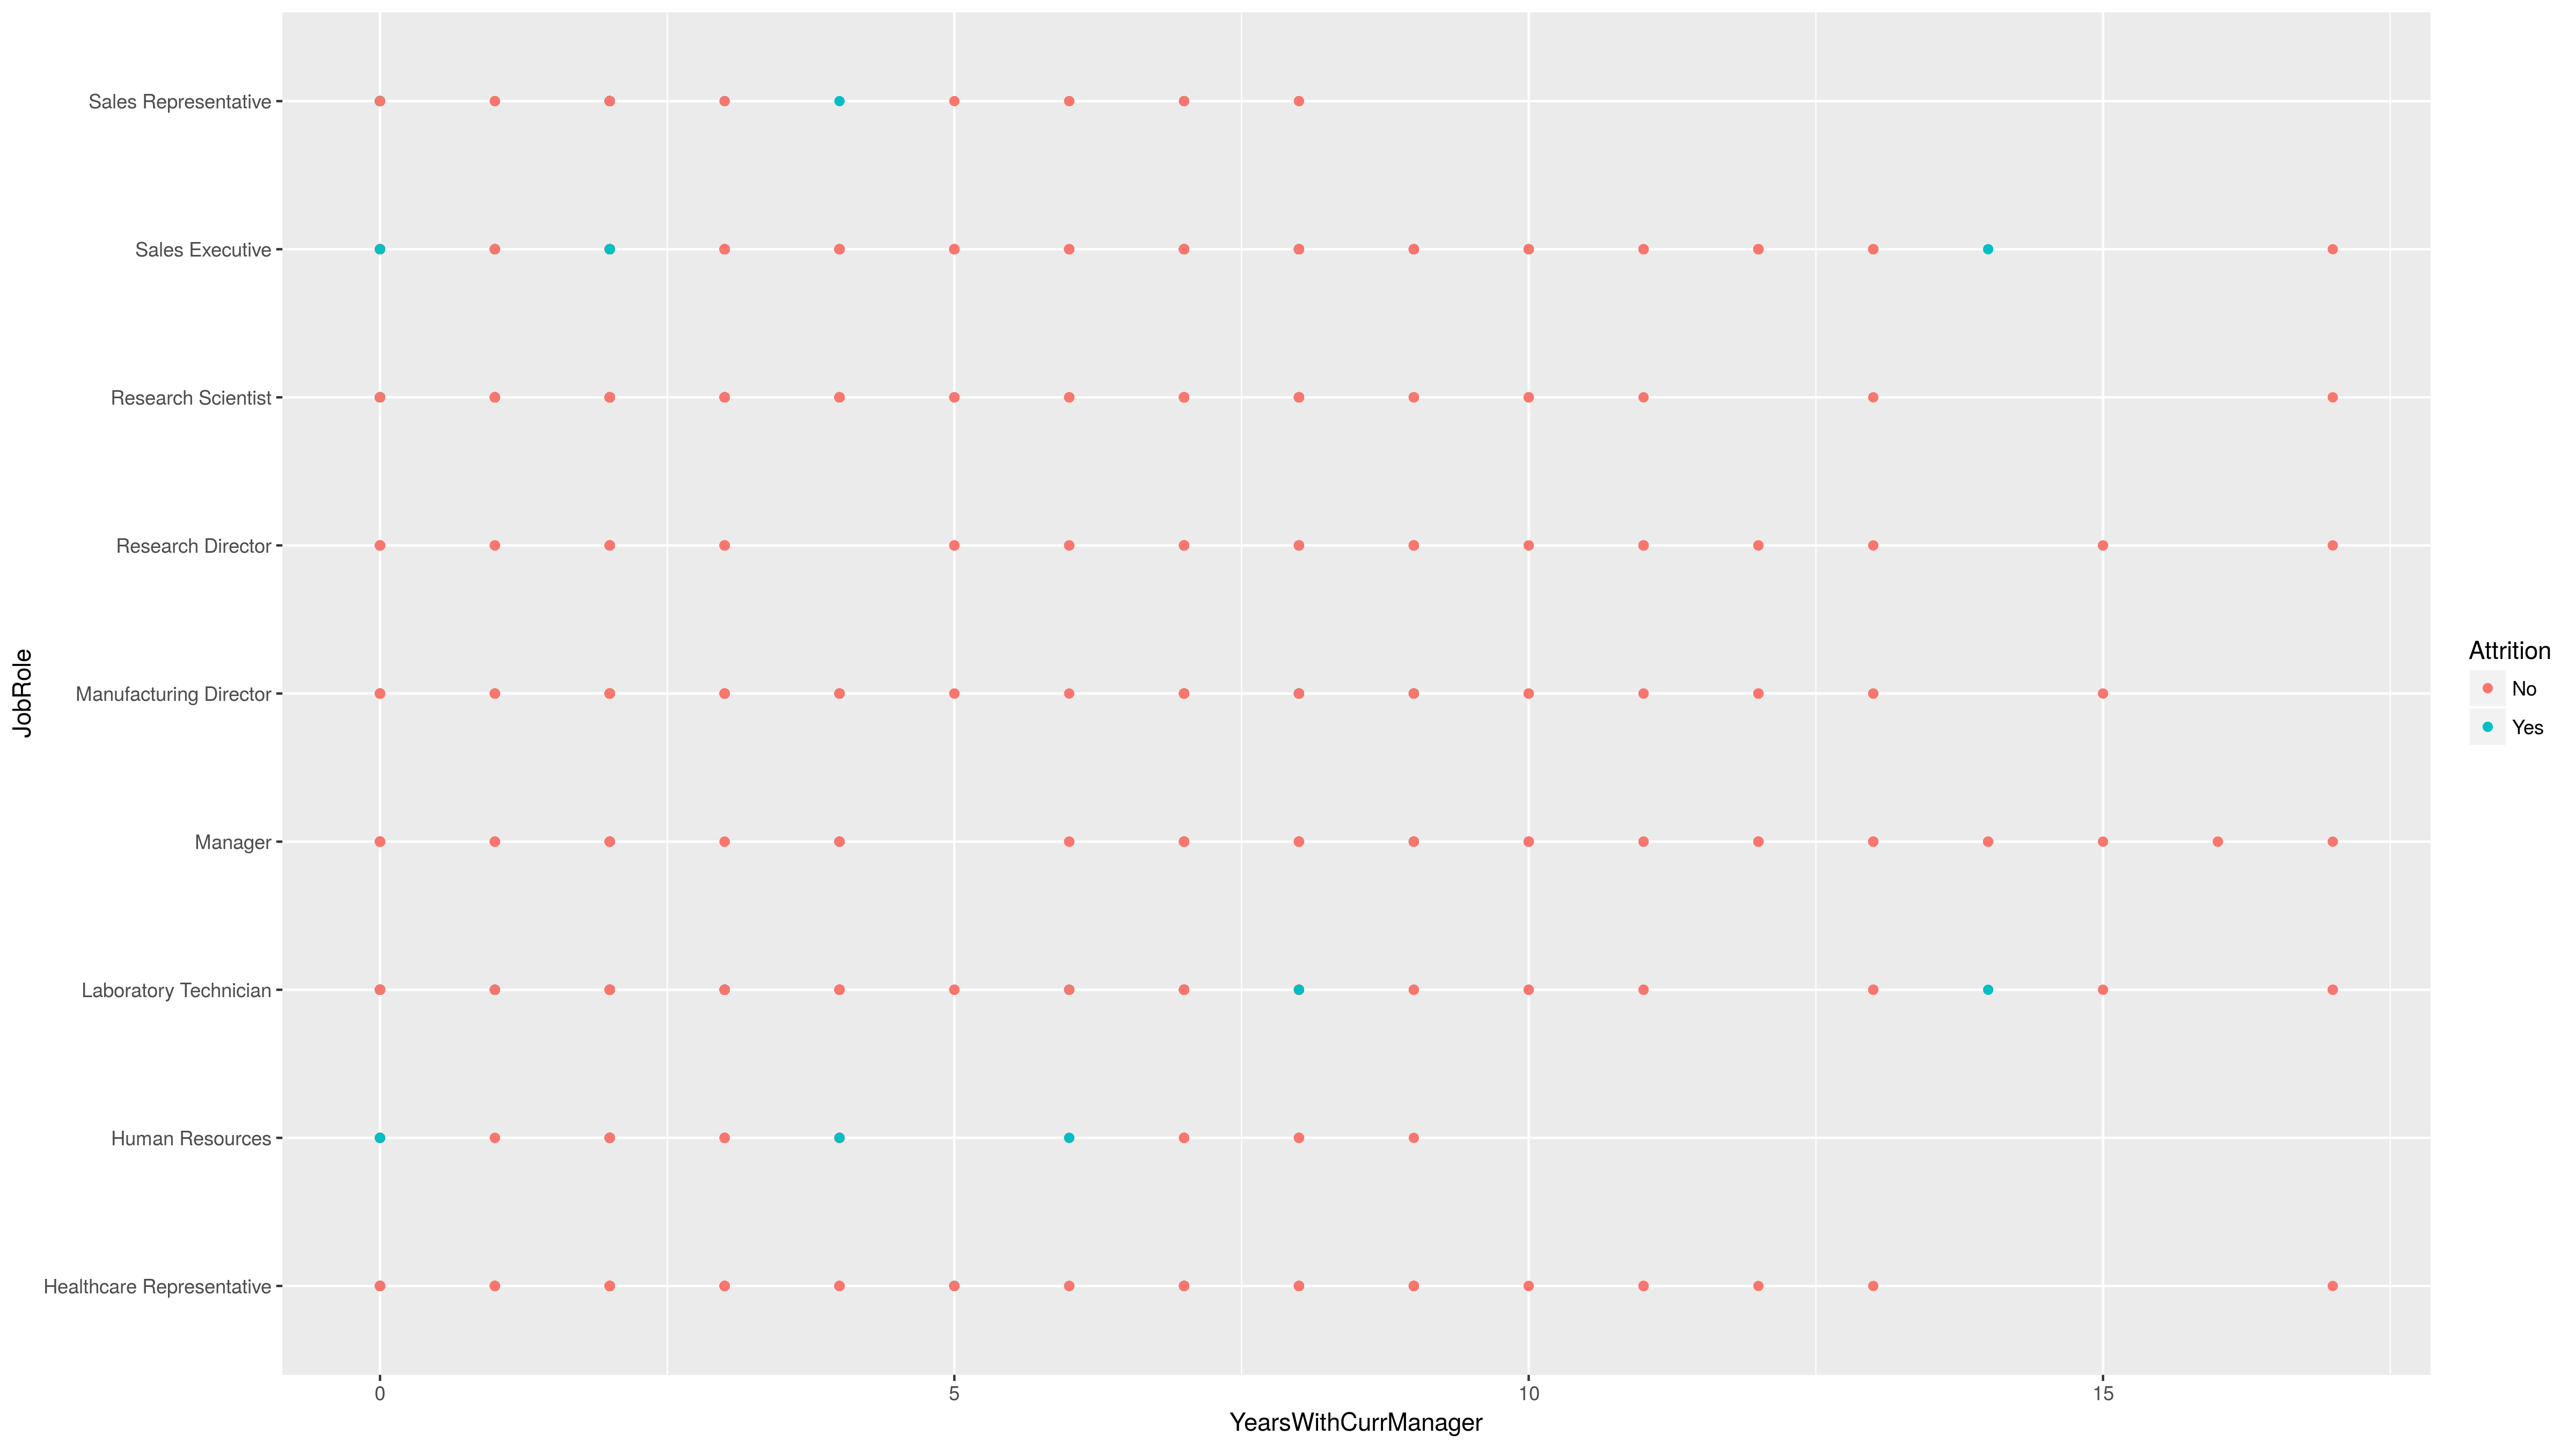 Sales Representative
Sales Executive
Research Scientist
Research Director
Manufacturing Director
Manager
Laboratory Technician
Human Resources
Healthcare Representative
JobRole
0
5
10
15
YearsWithCurrManager
Attrition
No
Yes